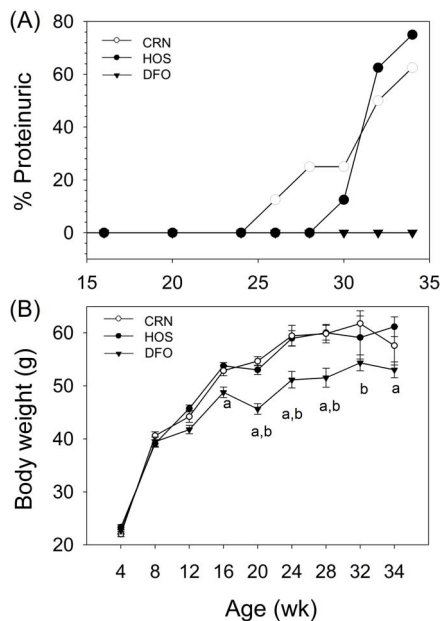 (A)
CRN
HOS
DFO
% Proteinuric
80
60
40
20
0
15 20 25 30 35
(B)
CRN
HOS
DFO
Body weight (g)
60
50
40
30
20
a
a,b
a,b
a,b
b
a
4 8 12 16 20 24 28 32 34
Age (wk)